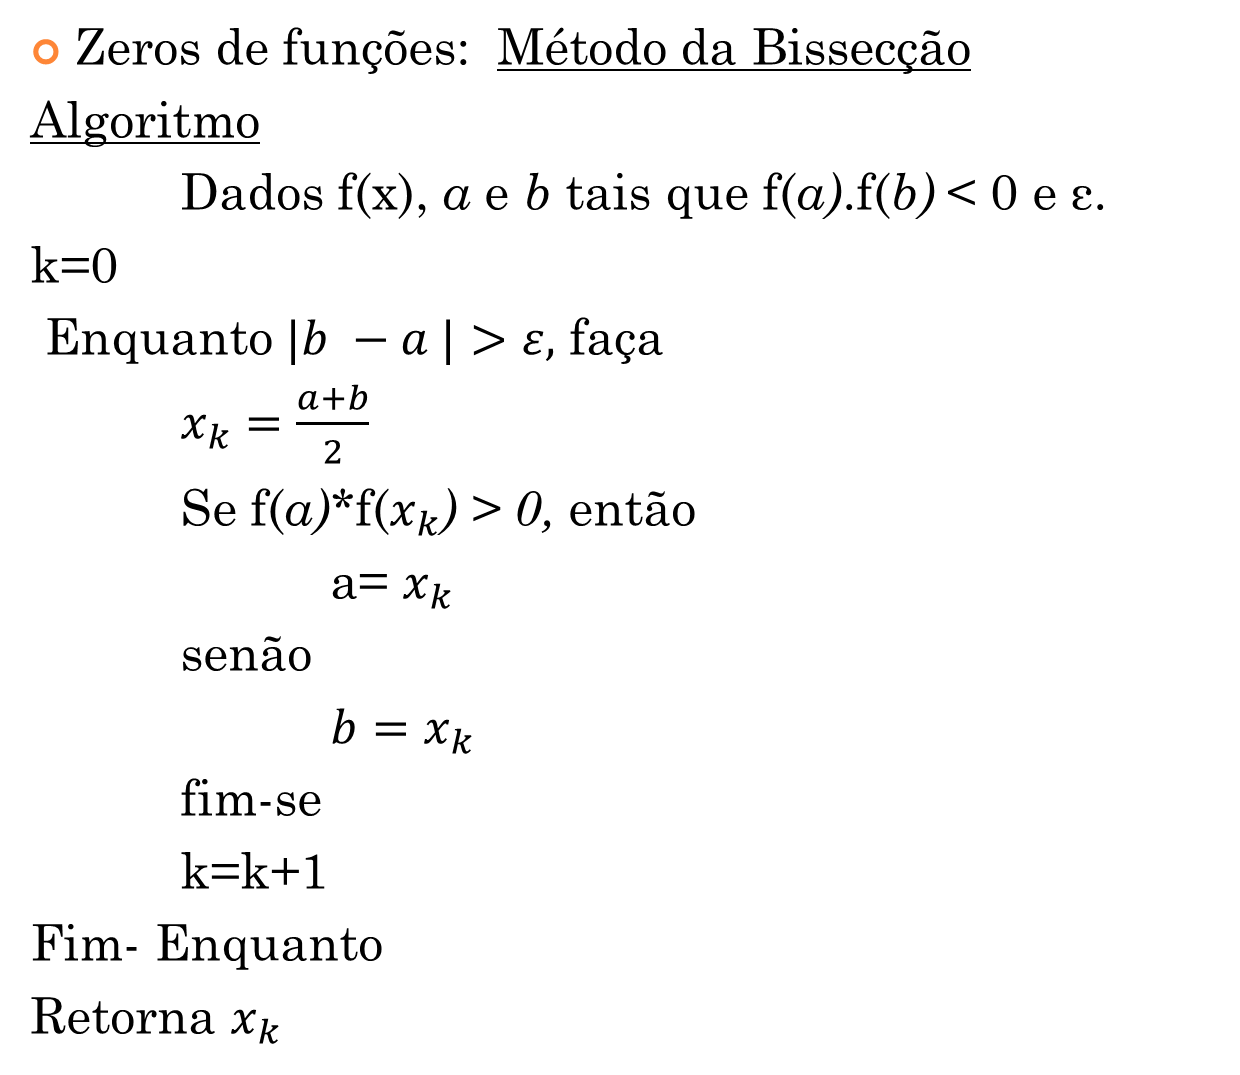 Zeros de funções: Método da Bissecção
Algoritmo
Dados f(x), a e b tais que f(a).f(b) < 0 e ε.
k=0
Enquanto |b − a | > ε, faça
x_k = (a+b)/2
Se f(a)*f(x_k) > 0, então
a= x_k
senão
b = x_k
fim-se
k=k+1
Fim- Enquanto
Retorna x_k